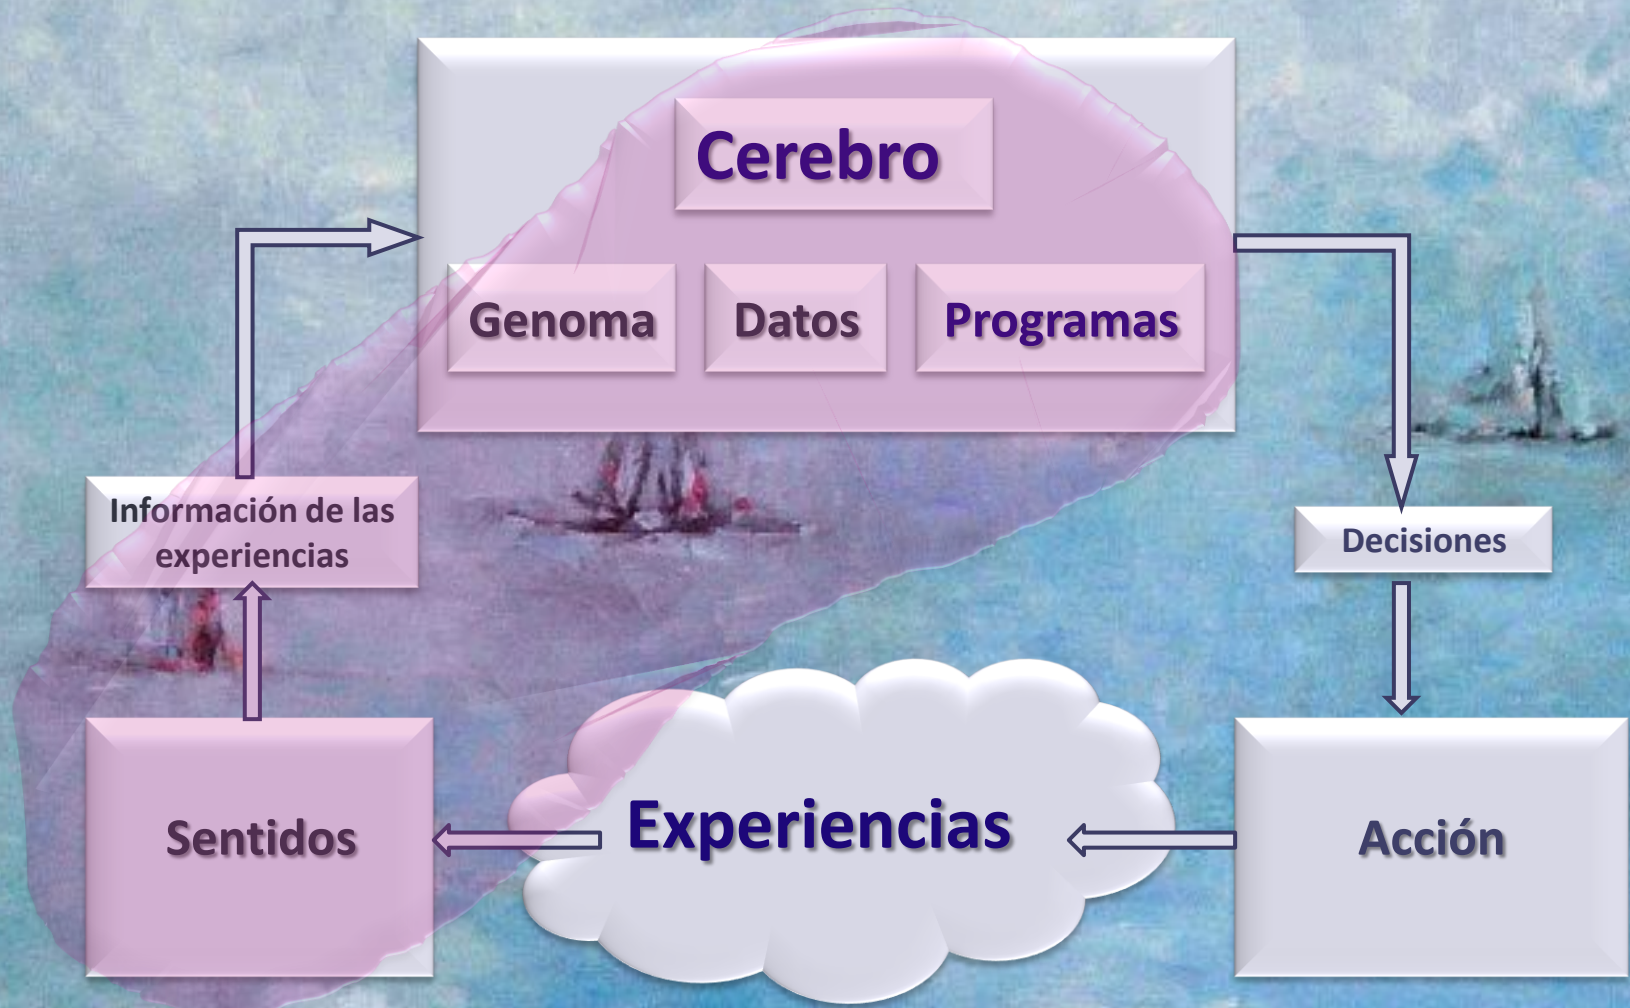 Cerebro
Genoma
Datos
Programas
Información de las
experiencias
Decisiones
Sentidos
Experiencias
Acción